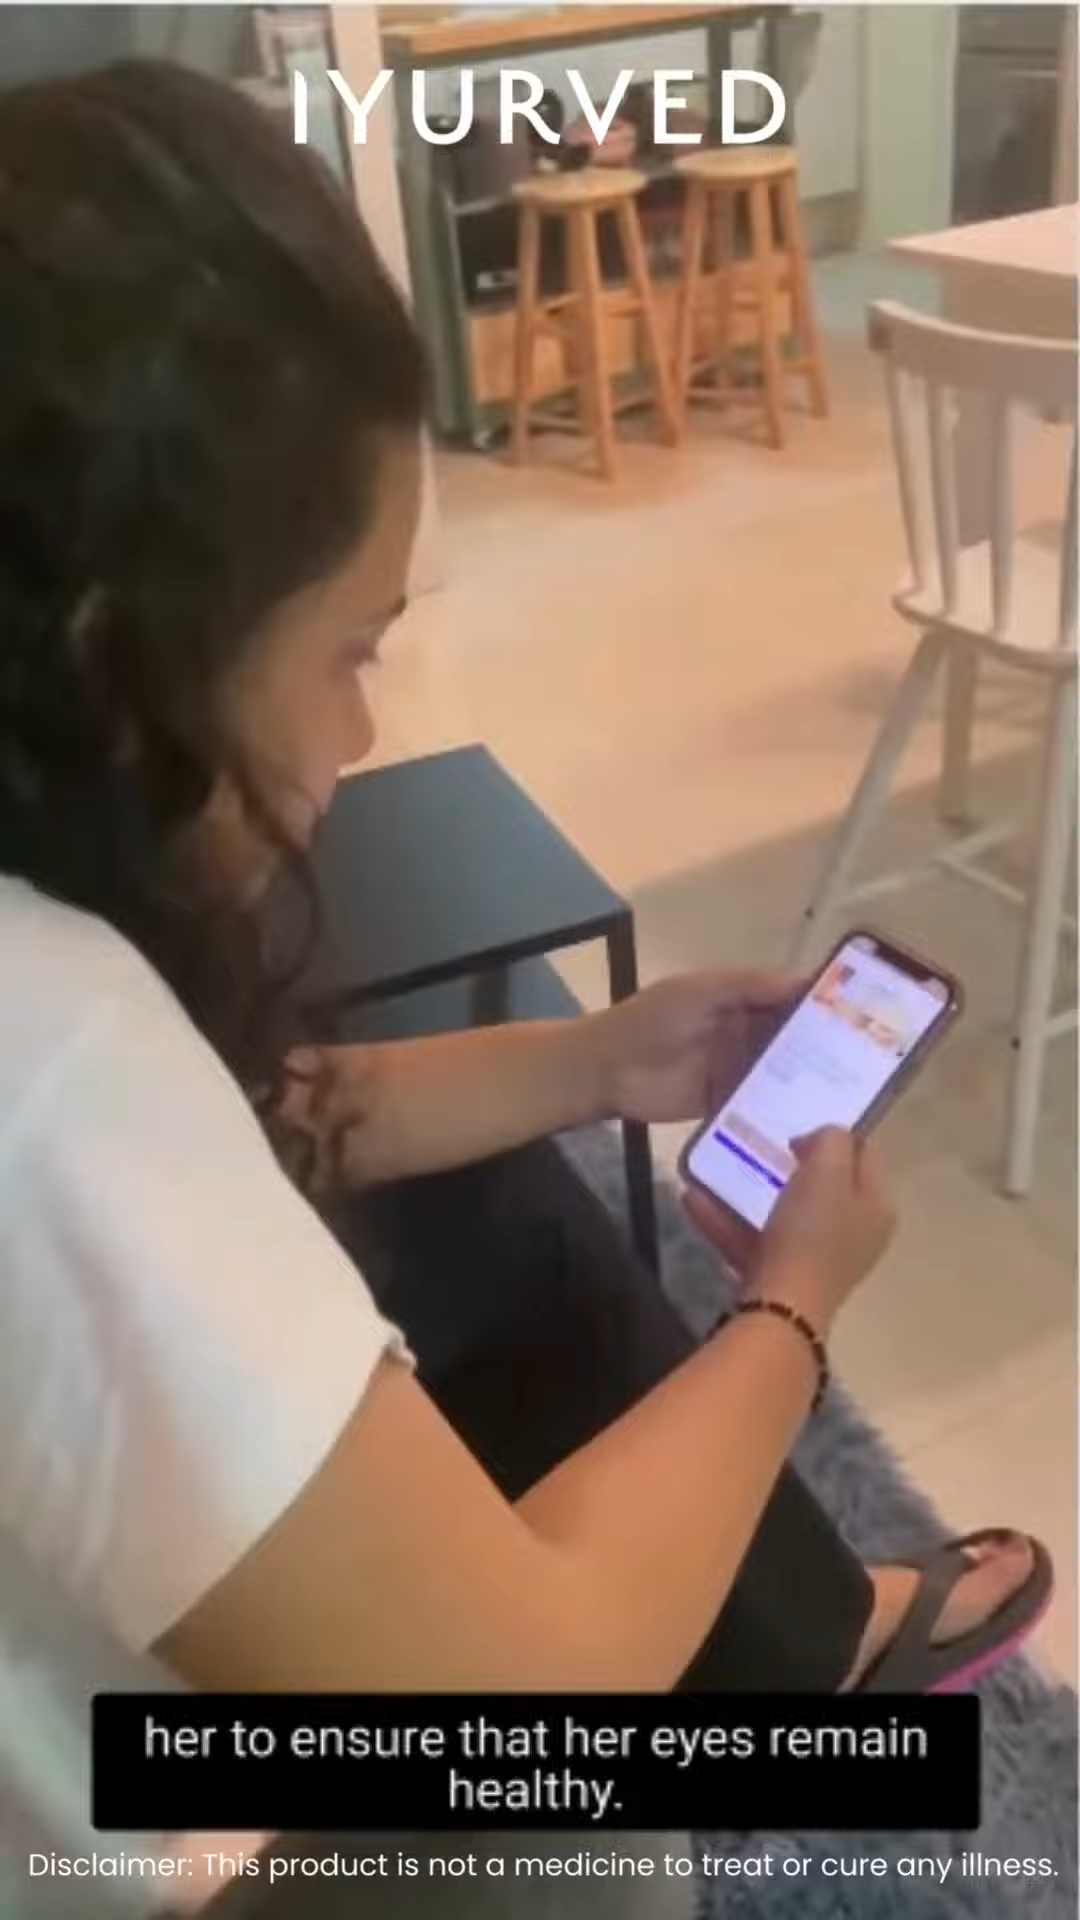 IYURVED
her to ensure that her eyes remain
healthy.
Disclaimer: This product is not a medicine to treat or cure any illness.